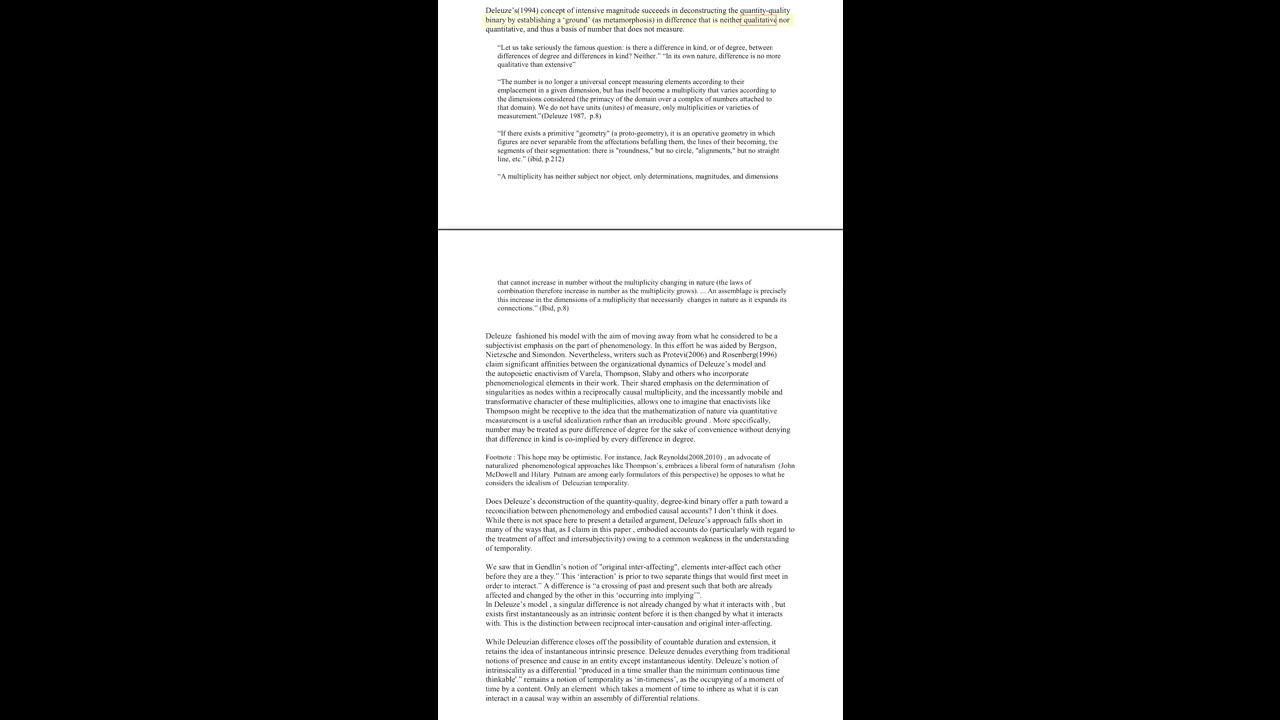 Deleuze's(1994) concept of intensive magnitude succeeds in deconstructing the quantity-quality
binary by establishing a 'ground' (as metamorphosis) in difference that is neither qualitative nor
quantitative, and thus a basis of number that does not measure.
"Let us take seriously the famous question: is there a difference in kind, or of degree, between
differences of degree and differences in kind? Neither." "In its own nature, difference is no more
qualitative than extensive"
"The number is no longer a universal concept measuring elements according to their
emplacement in a given dimension, but has itself become a multiplicity that varies according to
the dimensions considered (the primacy of the domain over a complex of numbers attached to
that domain). We do not have units (unites) of measure, only multiplicities or varieties of
measurement."(Deleuze 1987, p.8)
"If there exists a primitive "geometry" (a proto-geometry), it is an operative geometry in which
figures are never separable from the affectations befalling them, the lines of their becoming, the
segments of their segmentation: there is "roundness," but no circle, "alignments," but no straight
line, etc." (ibid, p.212)
"A multiplicity has neither subject nor object, only determinations, magnitudes, and dimensions
that cannot increase in number without the multiplicity changing in nature (the laws of
combination therefore increase in number as the multiplicity grows). ... An assemblage is precisely
this increase in the dimensions of a multiplicity that necessarily changes in nature as it expands its
connections." (Ibid, p.8)
Deleuze fashioned his model with the aim of moving away from what he considered to be a
subjectivist emphasis on the part of phenomenology. In this effort he was aided by Bergson,
Nietzsche and Simondon. Nevertheless, writers such as Protevi(2006) and Rosenberg(1996)
claim significant affinities between the organizational dynamics of Deleuze's model and
the autopoietic enactivism of Varela, Thompson, Slaby and others who incorporate
phenomenological elements in their work. Their shared emphasis on the determination of
singularities as nodes within a reciprocally causal multiplicity, and the incessantly mobile and
transformative character of these multiplicities, allows one to imagine that enactivists like
Thompson might be receptive to the idea that the mathematization of nature via quantitative
measurement is a useful idealization rather than an irreducible ground . More specifically,
number may be treated as pure difference of degree for the sake of convenience without denying
that difference in kind is co-implied by every difference in degree.
Footnote : This hope may be optimistic. For instance, Jack Reynolds(2008,2010) , an advocate of
naturalized phenomenological approaches like Thompson's, embraces a liberal form of naturalism (John
McDowell and Hilary Putnam are among early formulators of this perspective) he opposes to what he
considers the idealism of Deleuzian temporality.
Does Deleuze's deconstruction of the quantity-quality, degree-kind binary offer a path toward a
reconciliation between phenomenology and embodied causal accounts? I don't think it does.
While there is not space here to present a detailed argument, Deleuze's approach falls short in
many of the ways that, as I claim in this paper , embodied accounts do (particularly with regard to
the treatment of affect and intersubjectivity) owing to a common weakness in the understanding
of temporality.
We saw that in Gendlin's notion of "original inter-affecting", elements inter-affect each other
before they are a they." This 'interaction' is prior to two separate things that would first meet in
order to interact." A difference is "a crossing of past and present such that both are already
affected and changed by the other in this 'occurring into implying'".
In Deleuze's model , a singular difference is not already changed by what it interacts with , but
exists first instantaneously as an intrinsic content before it is then changed by what it interacts
with. This is the distinction between reciprocal inter-causation and original inter-affecting.
While Deleuzian difference closes off the possibility of countable duration and extension, it
retains the idea of instantaneous intrinsic presence. Deleuze denudes everything from traditional
notions of presence and cause in an entity except instantaneous identity. Deleuze's notion of
intrinsicality as a differential "produced in a time smaller than the minimum continuous time
thinkable'." remains a notion of temporality as 'in-timeness', as the occupying of a moment of
time by a content. Only an element which takes a moment of time to inhere as what it is can
interact in a causal way within an assembly of differential relations.